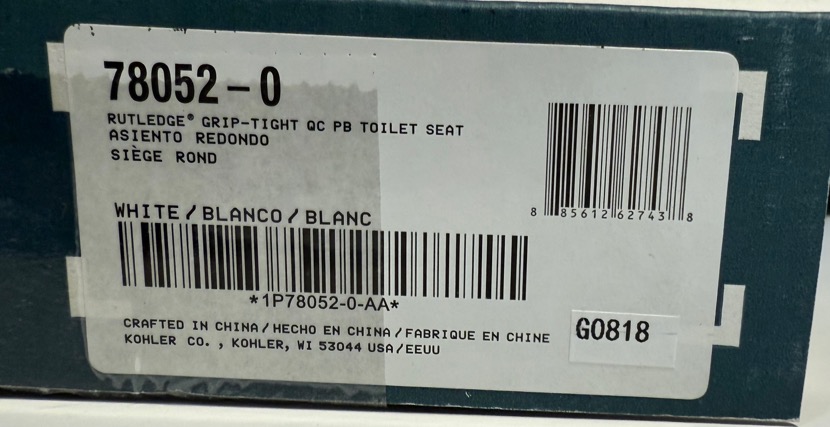 78052-0
RUTLEDGE® GRIP-TIGHT QC PB TOILET SEAT
ASIENTO REDONDO
SIÈGE ROND
8 85612 62743 8
WHITE/BLANCO/BLANC
*1P78052-0-AA*
CRAFTED IN CHINA/HECHO EN CHINA/FABRIQUE EN CHINE
KOHLER CO., KOHLER, WI 53044 USA/EEUU
G0818